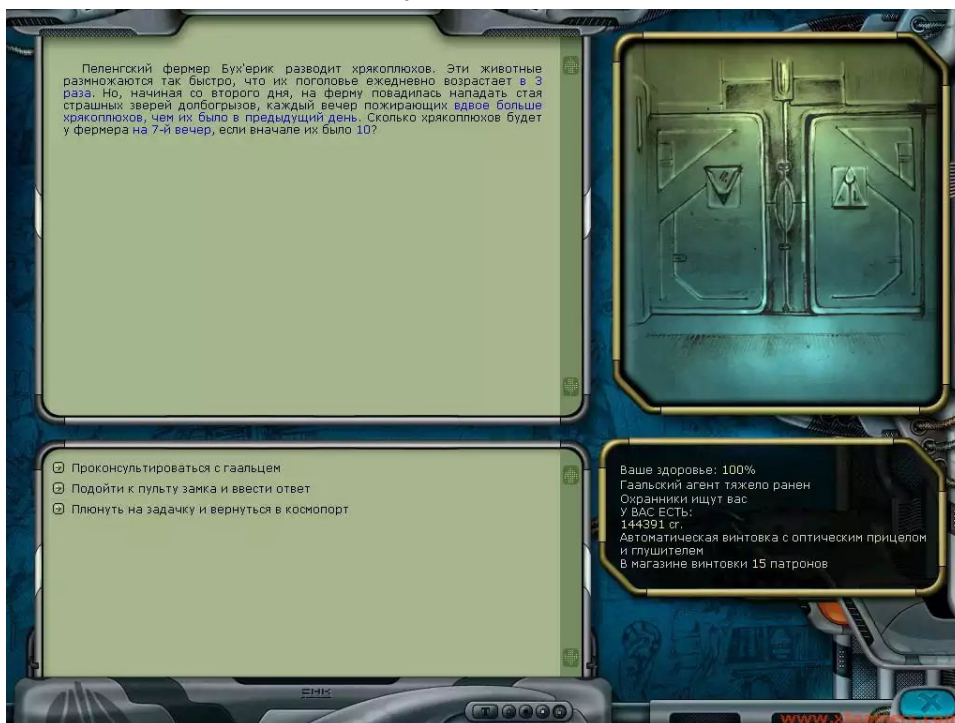 Пеленгский фермер Бух'ерик разводит хрякоплюхов. Эти животные
размножаются так быстро, что их поголовье ежедневно возрастает в 3
раза. Но, начиная со второго дня, на ферму повадилась нападать стая
страшных зверей долбогрызов, каждый вечер пожирающих вдвое больше
хрякоплюхов, чем их было в предыдущий день. Сколько хрякоплюхов будет
у фермера на 7-й вечер, если вначале их было 10?
Проконсультироваться с гаальцем
Подойти к пульту замка и ввести ответ
Плюнуть на задачку и вернуться в космопорт
Ваше здоровье: 100%
Гаальский агент тяжело ранен
Охранники ищут вас
У ВАС ЕСТЬ:
144391 cr.
Автоматическая винтовка с оптическим прицелом
и глушителем
В магазине винтовки 15 патронов
T